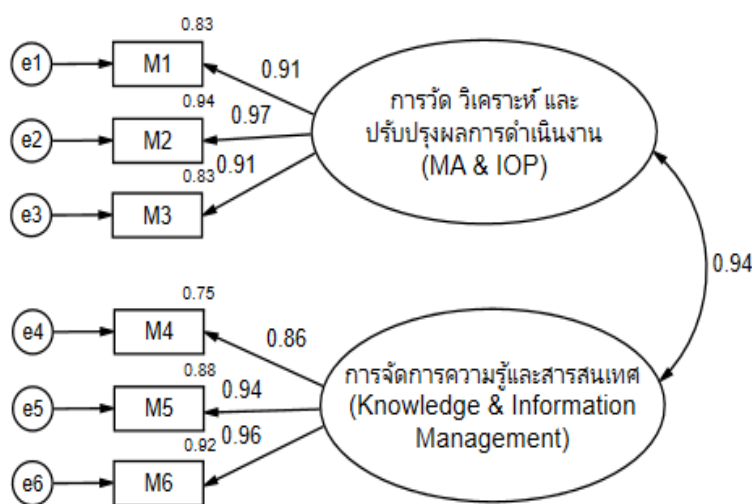 0.83
e1
M1
0.91
0.94
e2
M2
0.97
0.83
0.91
e3
M3
การวัด วิเคราะห์ และ
ปรับปรุงผลการดำเนินงาน
(MA & IOP)
0.94
0.75
e4
M4
0.86
0.88
e5
M5
0.94
0.92
0.96
e6
M6
การจัดการความรู้และสารสนเทศ
(Knowledge & Information
Management)